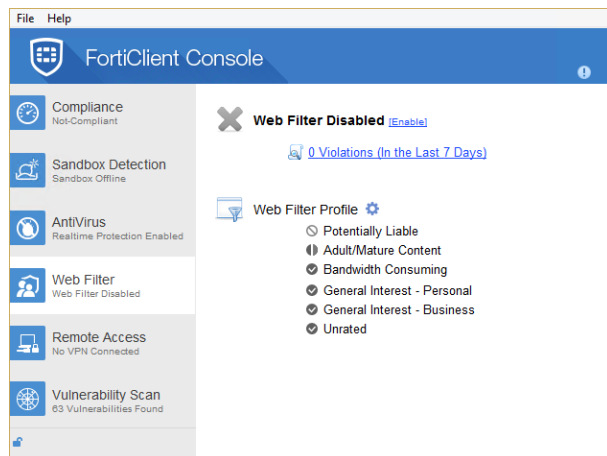 File Help
FortiClient Console
Compliance
Not-Compliant
Sandbox Detection
Sandbox Offline
AntiVirus
Realtime Protection Enabled
Web Filter
Web Filter Disabled
Remote Access
No VPN Connected
Vulnerability Scan
63 Vulnerabilities Found
Web Filter Disabled [Enable]
0 Violations (In the Last 7 Days)
Web Filter Profile
Potentially Liable
Adult/Mature Content
Bandwidth Consuming
General Interest - Personal
General Interest - Business
Unrated